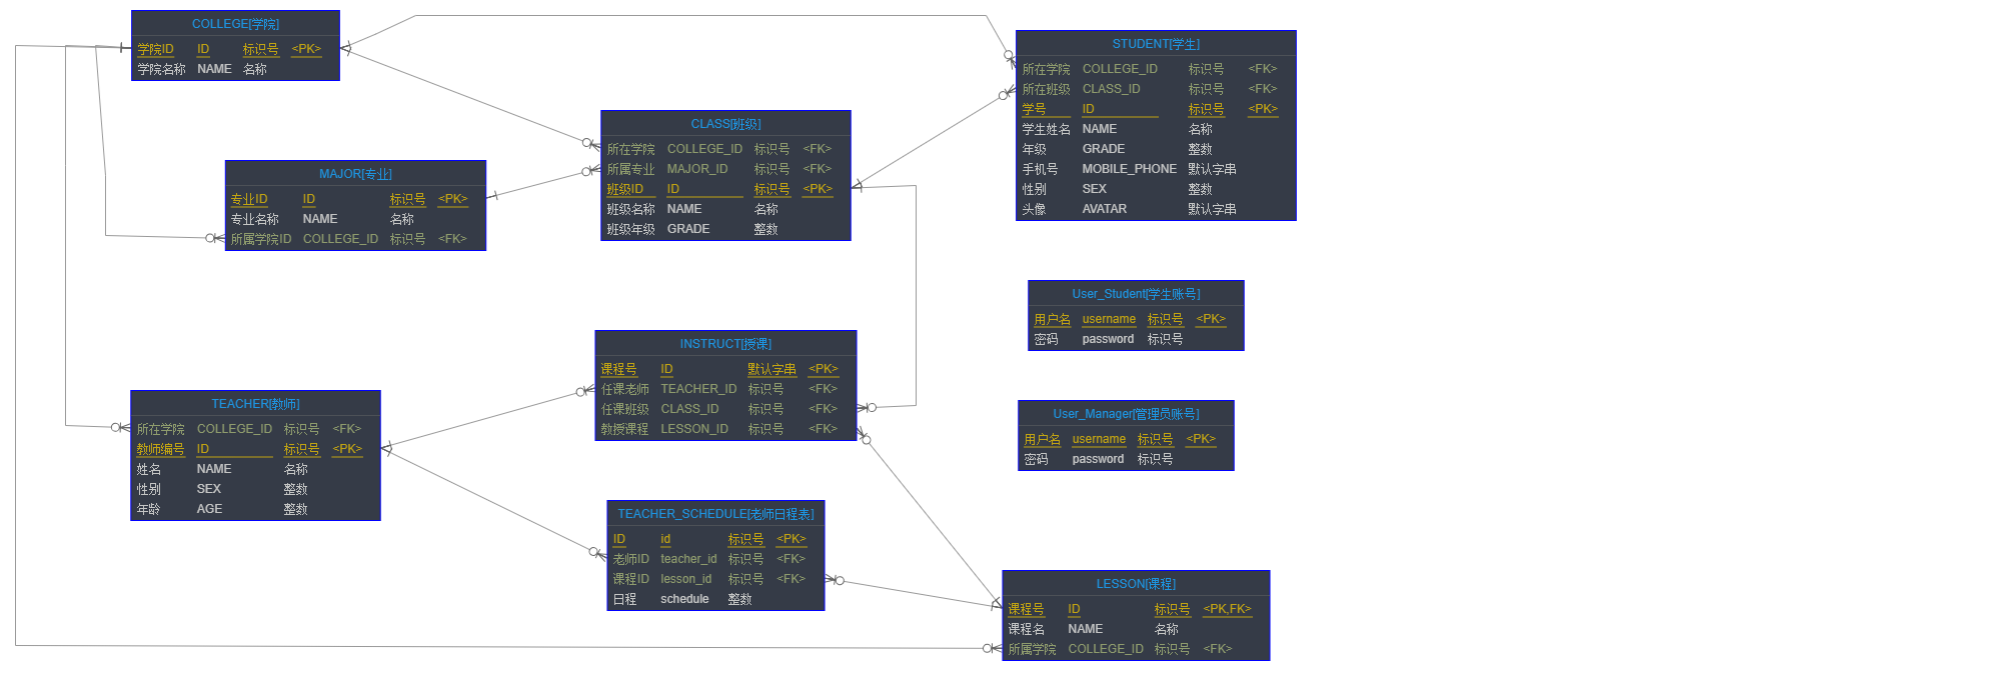 COLLEGE[学院]
学院ID ID 标识号 <PK>
学院名称 NAME 名称
STUDENT[学生]
所在学院 COLLEGE_ID 标识号 <FK>
所在班级 CLASS_ID 标识号 <FK>
学号 ID 标识号 <PK>
学生姓名 NAME 名称
年级 GRADE 整数
手机号 MOBILE_PHONE 默认字串
性别 SEX 整数
头像 AVATAR 默认字串
CLASS[班级]
所在学院 COLLEGE_ID 标识号 <FK>
所属专业 MAJOR_ID 标识号 <FK>
班级ID ID 标识号 <PK>
班级名称 NAME 名称
班级年级 GRADE 整数
MAJOR[专业]
专业ID ID 标识号 <PK>
专业名称 NAME 名称
所属学院ID COLLEGE_ID 标识号 <FK>
User_Student[学生账号]
用户名 username 标识号 <PK>
密码 password 标识号
INSTRUCT[授课]
课程号 ID 默认字串 <PK>
任课老师 TEACHER_ID 标识号 <FK>
任课班级 CLASS_ID 标识号 <FK>
教授课程 LESSON_ID 标识号 <FK>
TEACHER[教师]
所在学院 COLLEGE_ID 标识号 <FK>
教师编号 ID 标识号 <PK>
姓名 NAME 名称
性别 SEX 整数
年龄 AGE 整数
User_Manager[管理员账号]
用户名 username 标识号 <PK>
密码 password 标识号
TEACHER_SCHEDULE[老师日程表]
ID id 标识号 <PK>
老师ID teacher_id 标识号 <FK>
课程ID lesson_id 标识号 <FK>
日程 schedule 整数
LESSON[课程]
课程号 ID 标识号 <PK,FK>
课程名 NAME 名称
所属学院 COLLEGE_ID 标识号 <FK>